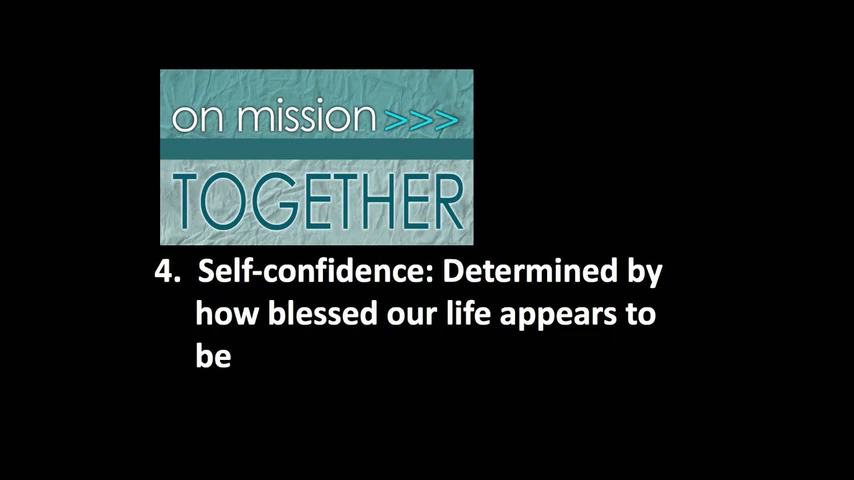 on mission >>>
TOGETHER
4. Self-confidence: Determined by
how blessed our life appears to
be